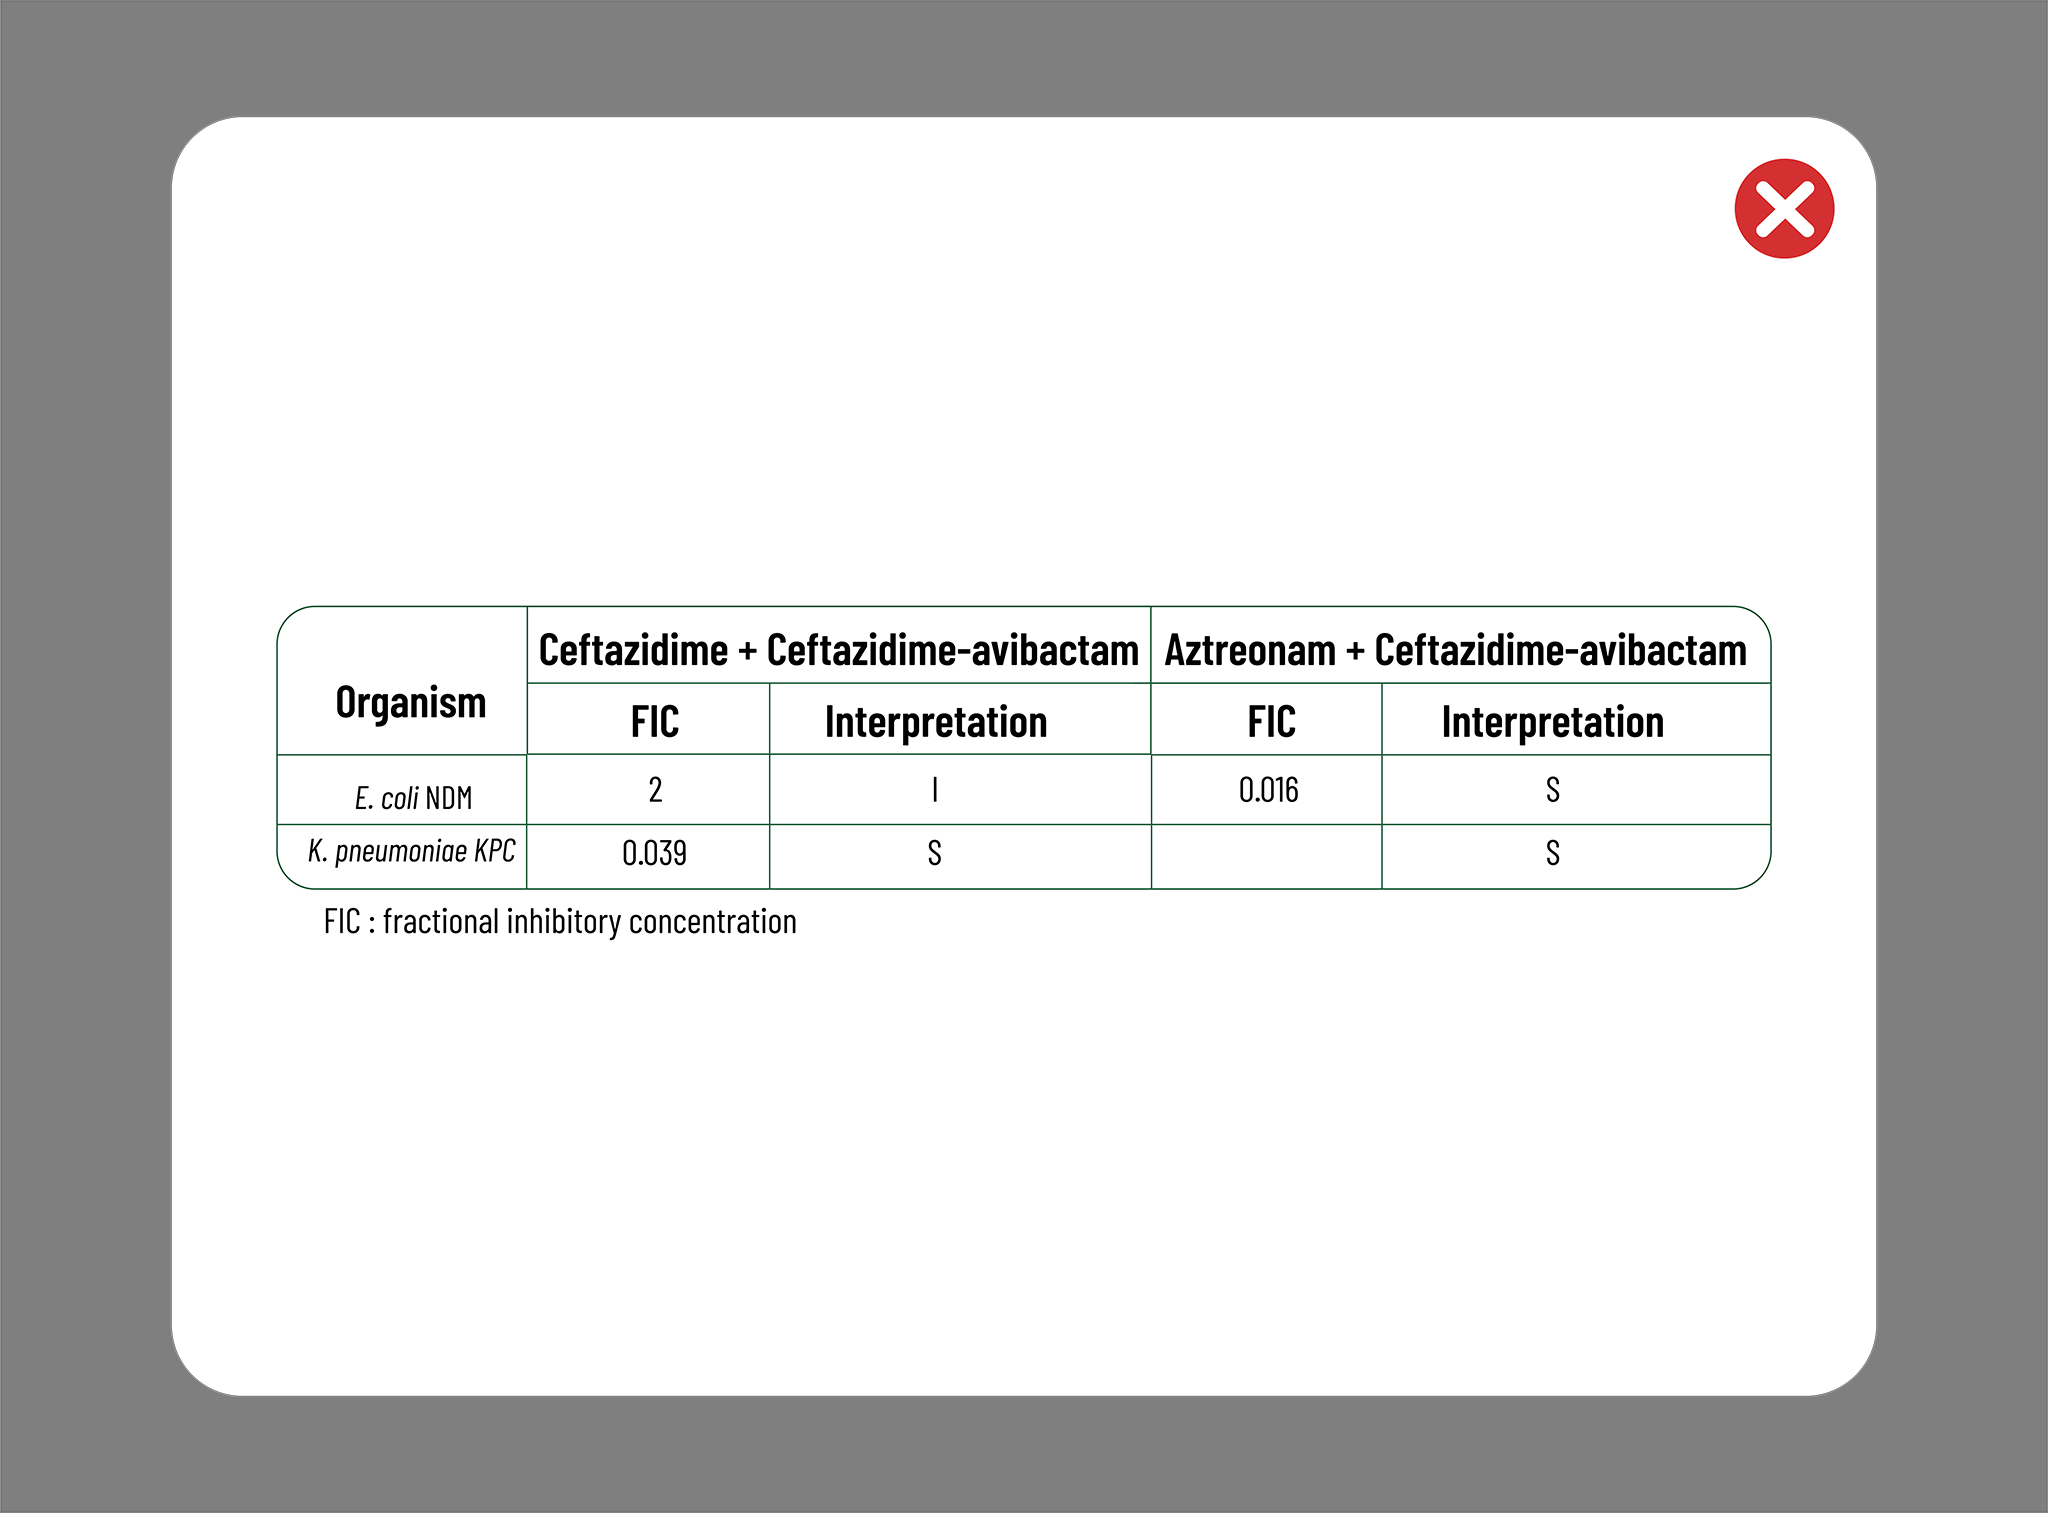 Organism
Ceftazidime + Ceftazidime-avibactam
Aztreonam + Ceftazidime-avibactam
FIC
Interpretation
FIC
Interpretation
E. coli NDM
2
I
0.016
S
K. pneumoniae KPC
0.039
S
S
FIC : fractional inhibitory concentration